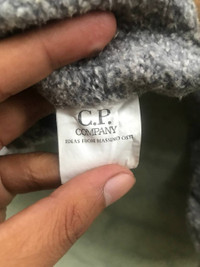 C.P.
COMPANY
IDEAS FROM MASSIMO OSTI